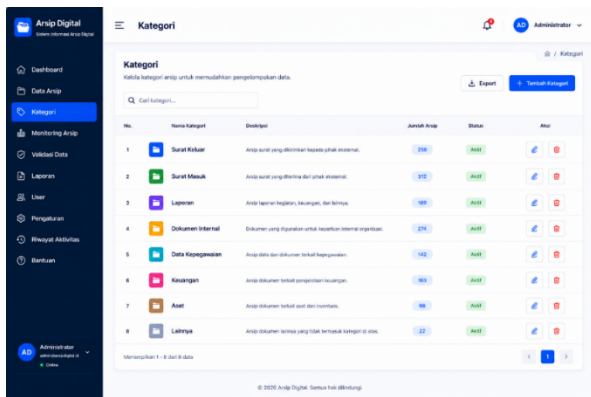 Arsip Digital
Sistem Informasi Arsip Digital
Kategori
AD Administrator
Dashboard
Data Arsip
Kategori
Monitoring Arsip
Validasi Data
Laporan
User
Pengaturan
Riwayat Aktivitas
Bantuan
AD Administrator
Online
/ Kategori
Kategori
Kelola kategori arsip untuk memudahkan pengelompokan data.
Export
+ Tambah Kategori
Cari kategori...
No. Nama Kategori Deskripsi Jumlah Arsip Status Aksi
1 Surat Keluar Arsip surat yang dikirimkan kepada pihak eksternal. 256 Aktif
2 Surat Masuk Arsip surat yang diterima dari pihak eksternal. 312 Aktif
3 Laporan Arsip laporan kegiatan, keuangan, dan lainnya. 189 Aktif
4 Dokumen Internal Dokumen yang digunakan untuk keperluan internal organisasi. 274 Aktif
5 Data Kepegawaian Arsip data dan dokumen terkait kepegawaian. 142 Aktif
6 Keuangan Arsip dokumen terkait pengelolaan keuangan. 163 Aktif
7 Aset Arsip dokumen terkait aset dan inventaris. 98 Aktif
8 Lainnya Arsip dokumen lainnya yang tidak termasuk kategori di atas. 22 Aktif
Menampilkan 1 - 8 dari 8 data
< 1 >
© 2026 Arsip Digital. Semua hak dilindungi.